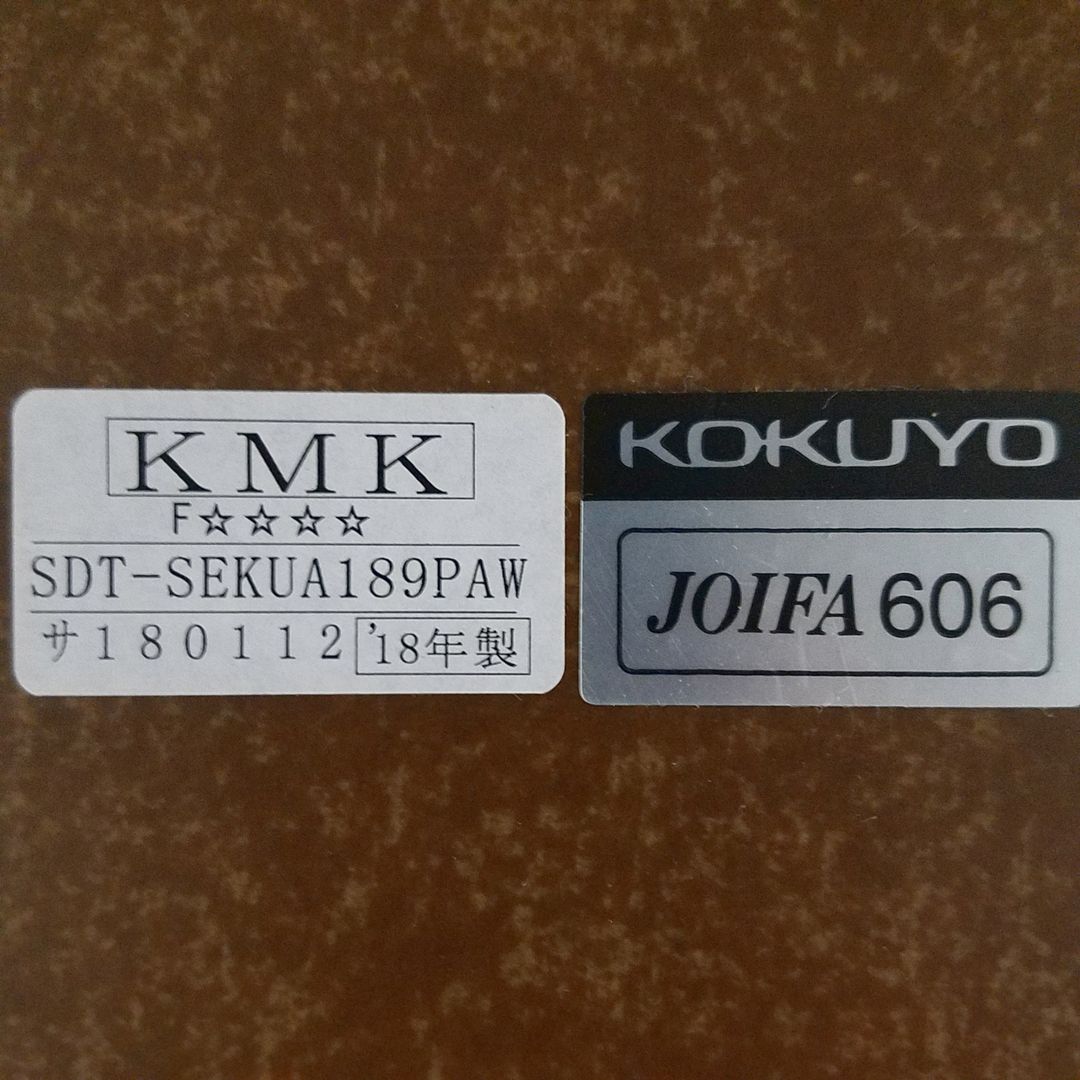 KMK
F☆☆☆☆
SDT-SEKUA189PAW
サ180112 '18年製
KOKUYO
JOIFA 606